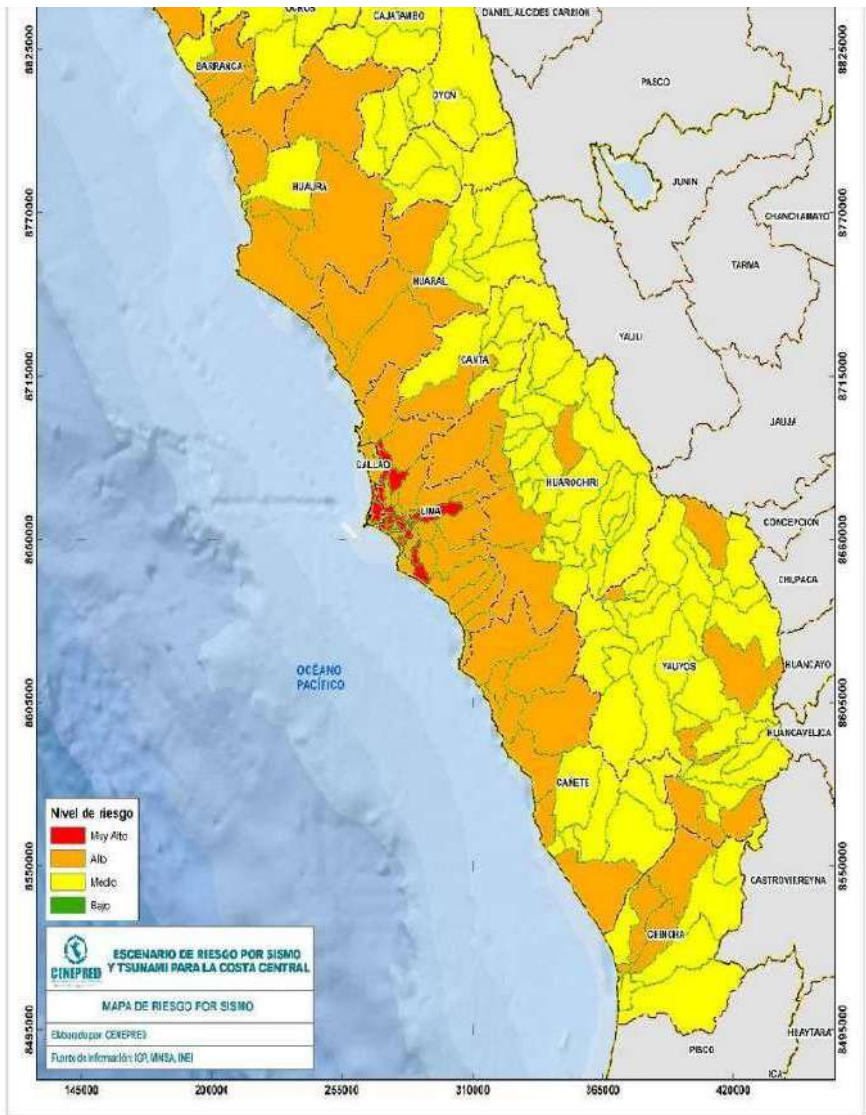 OCROS
CAJATAMBO
DANIEL ALCIDES CARRION
BARRANCA
PASCO
OYON
JUNIN
HUAURA
CHANCHAMAYO
TARMA
HUARAL
YAULI
CANTA
JAUJA
CALLAO
HUAROCHIRI
LIMA
CONCEPCION
CHUPACA
OCÉANO
PACÍFICO
YAUYOS
HUANCAYO
HUANCAVELICA
CAÑETE
CASTROVIRREYNA
CHINCHA
HUAYTARA
PISCO
ICA
8825000
8770000
8715000
8660000
8605000
8550000
8495000
8825000
8770000
8715000
8660000
8605000
8550000
8495000
Nivel de riesgo
Muy Alto
Alto
Medio
Bajo
CENEPRED
ESCENARIO DE RIESGO POR SISMO
Y TSUNAMI PARA LA COSTA CENTRAL
MAPA DE RIESGO POR SISMO
Elaborado por: CENEPRED
Fuente de información: IGP, MINSA, INEI
145000
200000
255000
310000
365000
420000